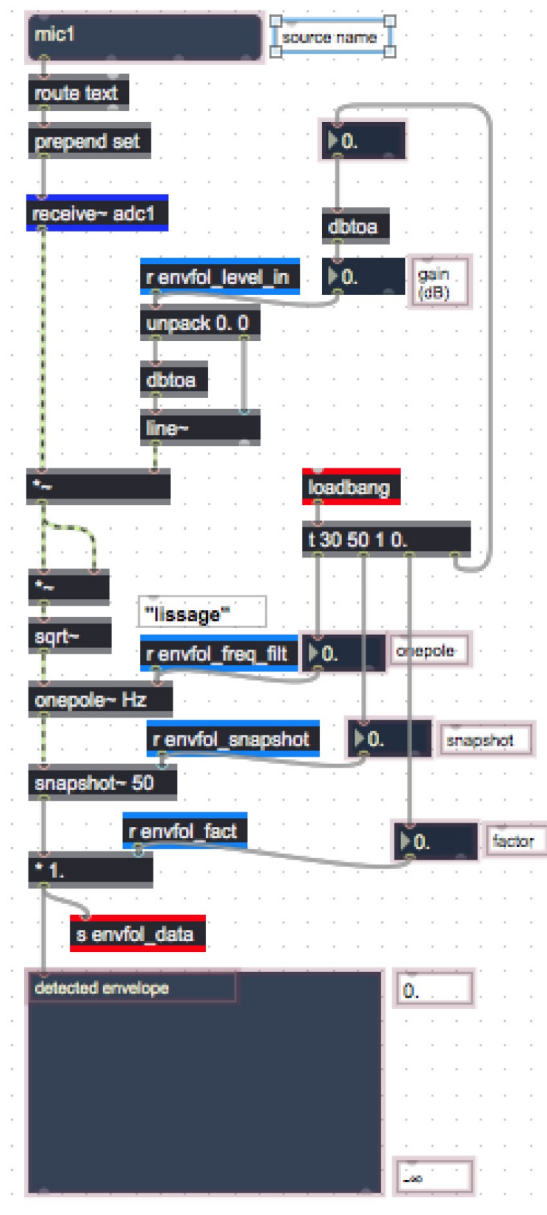 mic1
source name
route text
prepend set
0.
receive~ adc1
dbtoa
r envfol_level_in
0.
gain
(dB)
unpack 0. 0
dbtoa
line~
*~
loadbang
t 30 50 1 0.
*~
"lissage"
sqrt~
r envfol_freq_filt
0.
onepole
onepole~ Hz
r envfol_snapshot
0.
snapshot
snapshot~ 50
r envfol_fact
0.
factor
* 1.
s envfol_data
detected envelope
0.
-∞